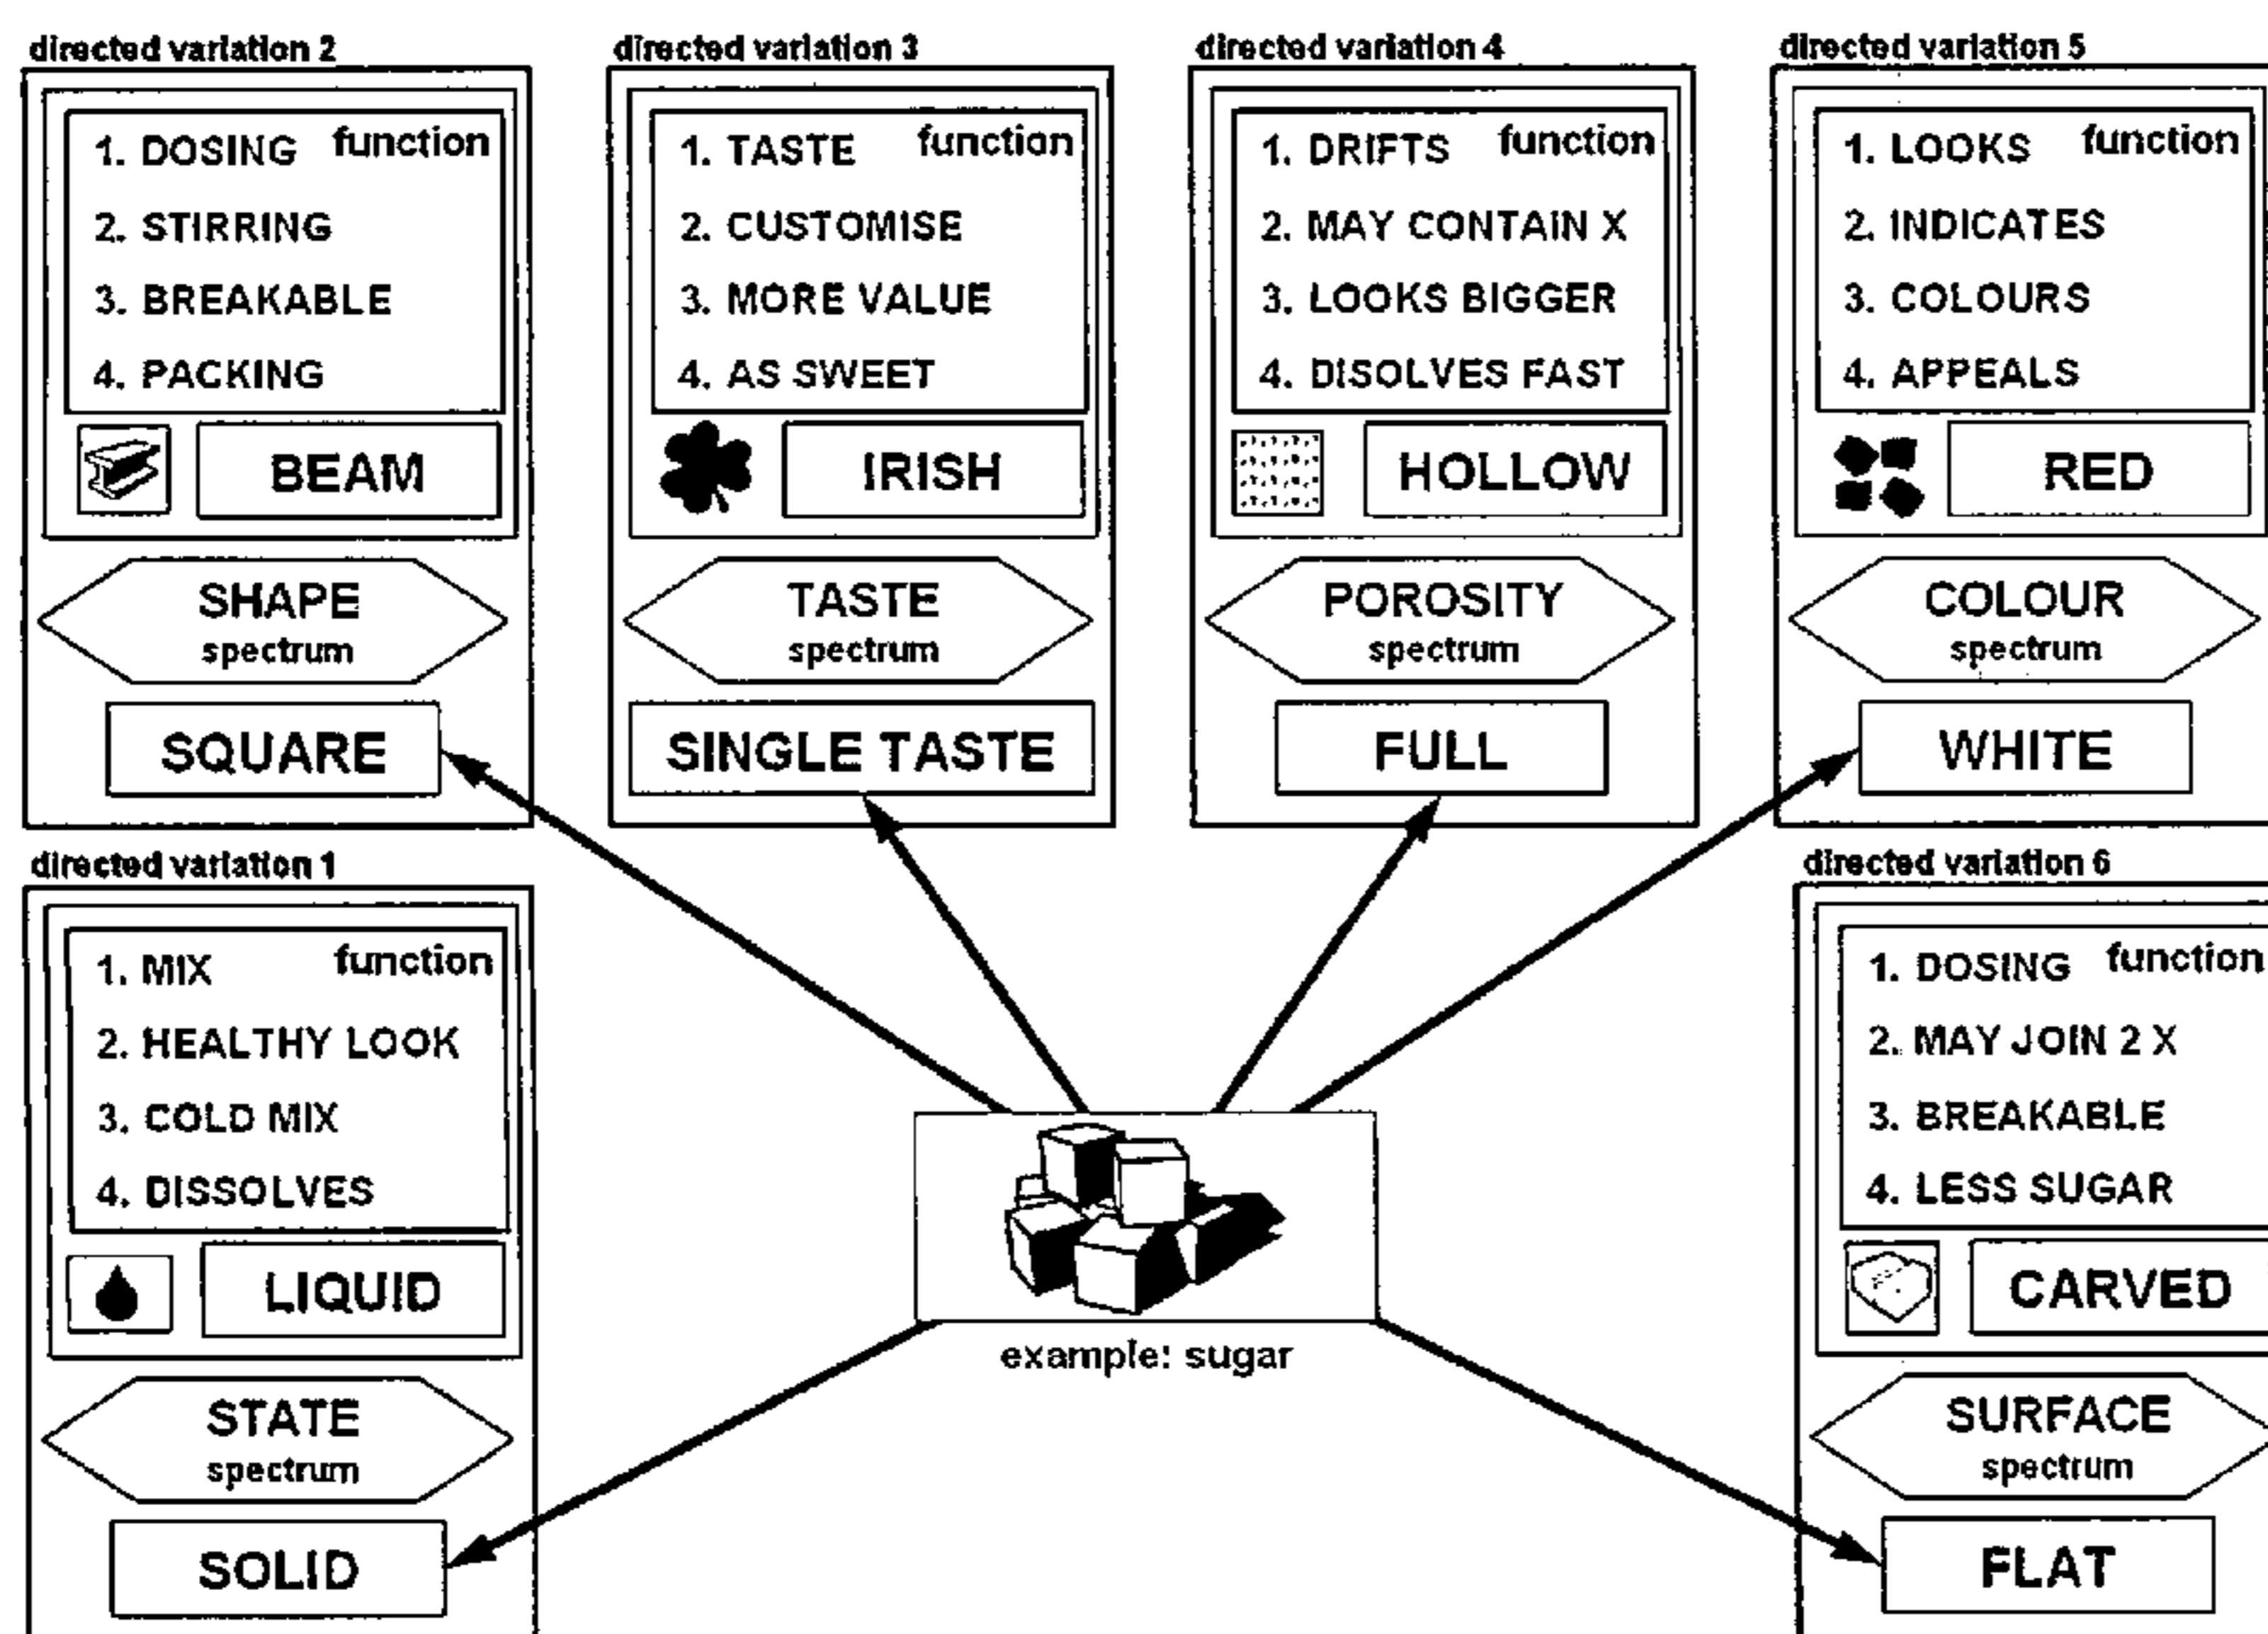 directed variation 2
1. DOSING function
2. STIRRING
3. BREAKABLE
4. PACKING
BEAM
SHAPE
spectrum
SQUARE
directed variation 3
1. TASTE function
2. CUSTOMISE
3. MORE VALUE
4. AS SWEET
IRISH
TASTE
spectrum
SINGLE TASTE
directed variation 4
1. DRIFTS function
2. MAY CONTAIN X
3. LOOKS BIGGER
4. DISOLVES FAST
HOLLOW
POROSITY
spectrum
FULL
directed variation 5
1. LOOKS function
2. INDICATES
3. COLOURS
4. APPEALS
RED
COLOUR
spectrum
WHITE
directed variation 1
1. MIX function
2. HEALTHY LOOK
3. COLD MIX
4. DISSOLVES
LIQUID
STATE
spectrum
SOLID
example: sugar
directed variation 6
1. DOSING function
2. MAY JOIN 2 X
3. BREAKABLE
4. LESS SUGAR
CARVED
SURFACE
spectrum
FLAT